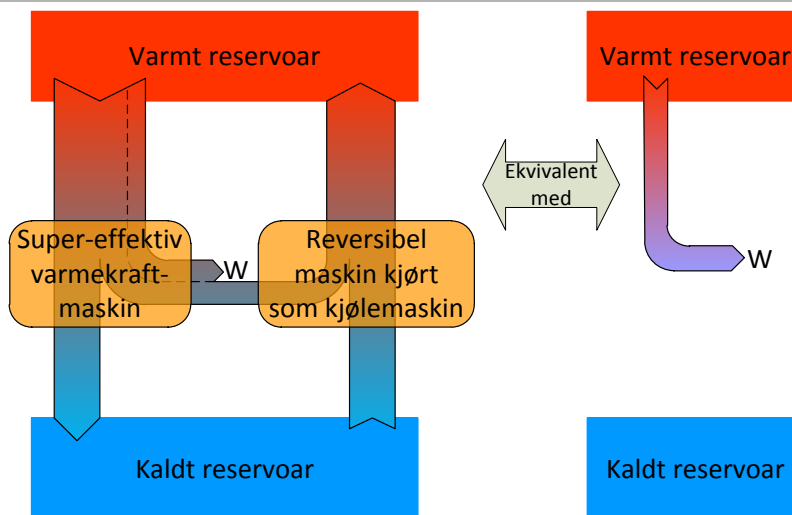 Varmt reservoar
Varmt reservoar
Ekvivalent
med
Super-effektiv
varmekraft-
maskin
W
Reversibel
maskin kjørt
som kjølemaskin
W
Kaldt reservoar
Kaldt reservoar